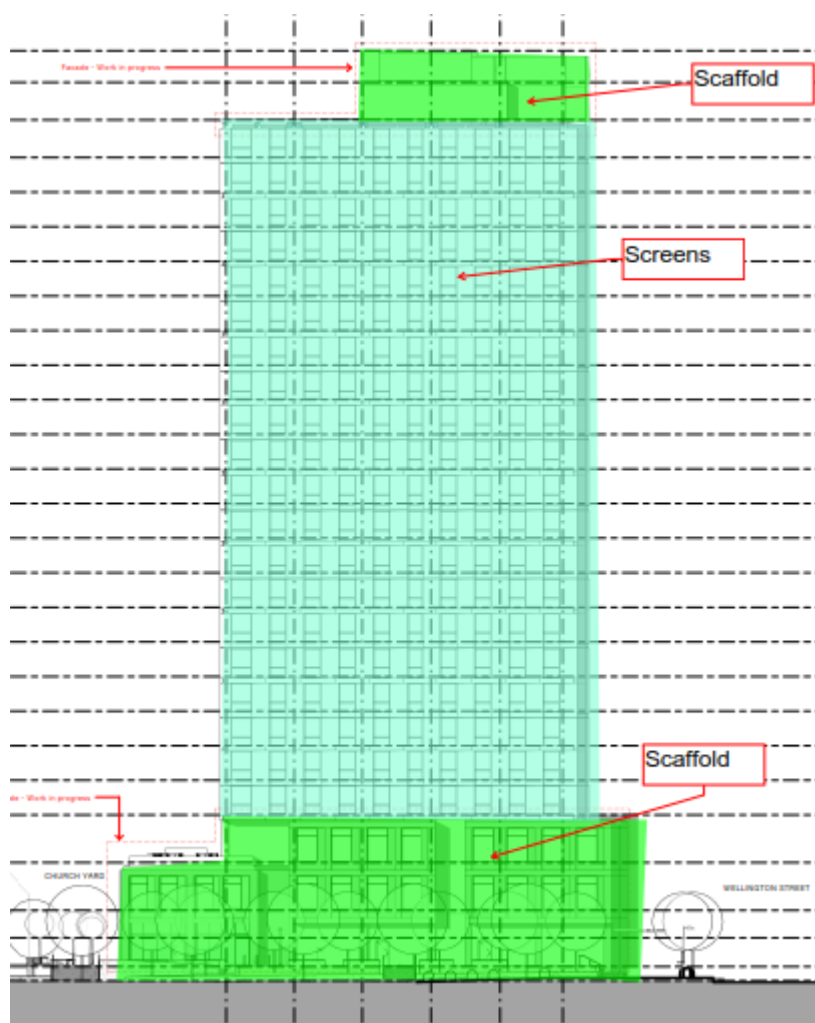 Facade - Work in progress
Scaffold
Screens
Scaffold
de - Work in progress
CHURCH YARD
WELLINGTON STREET